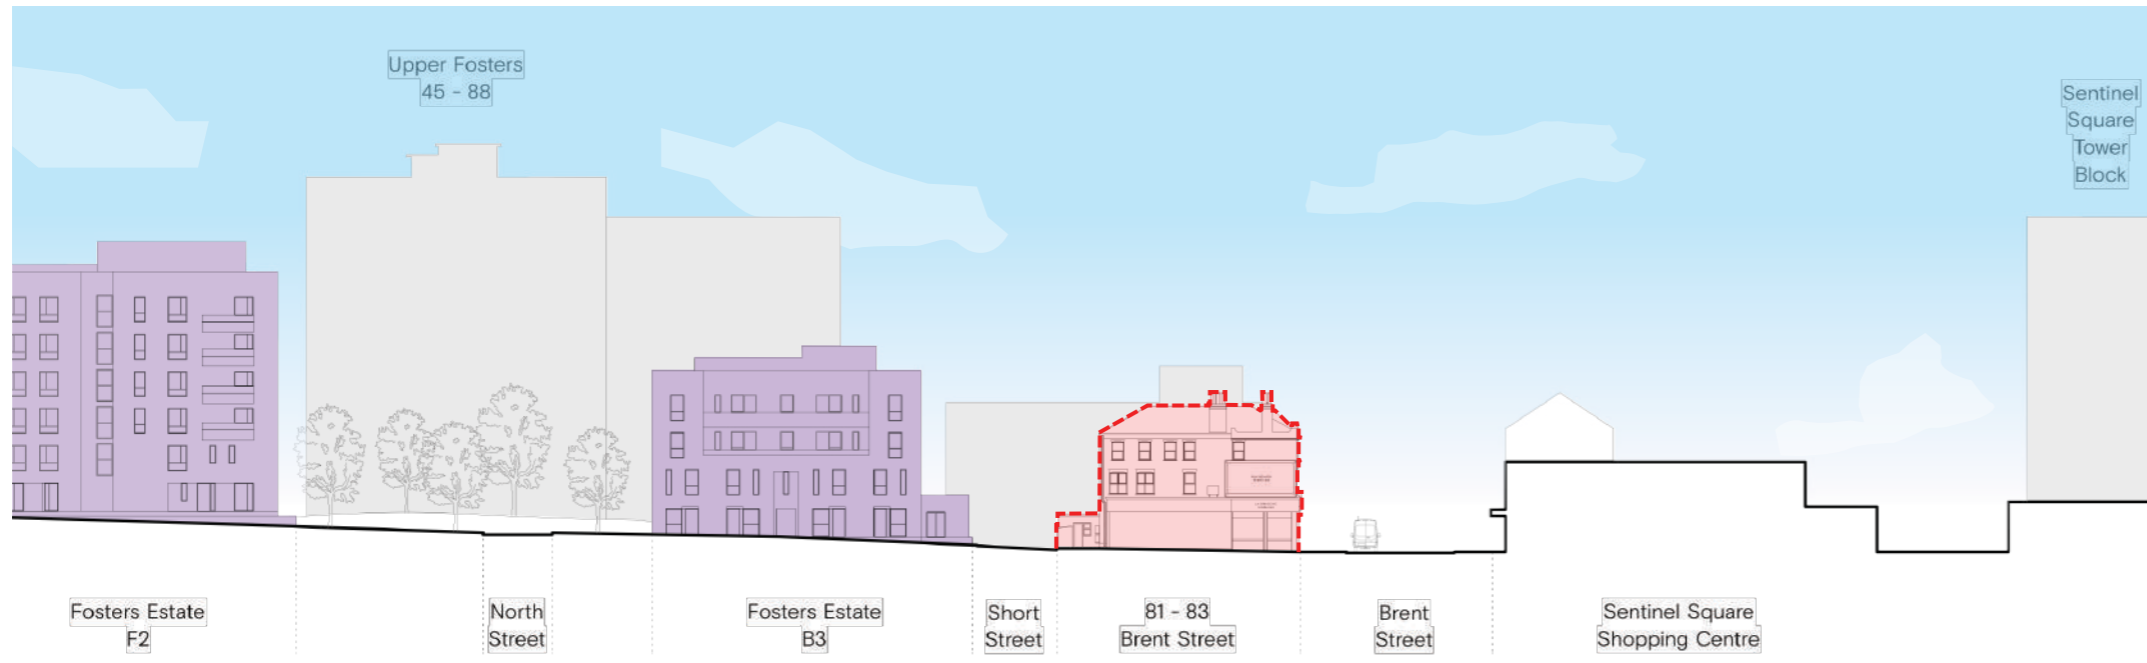 Upper Fosters
45 - 88
Sentinel
Square
Tower
Block
Fosters Estate
F2
North
Street
Fosters Estate
B3
Short
Street
81 - 83
Brent Street
Brent
Street
Sentinel Square
Shopping Centre